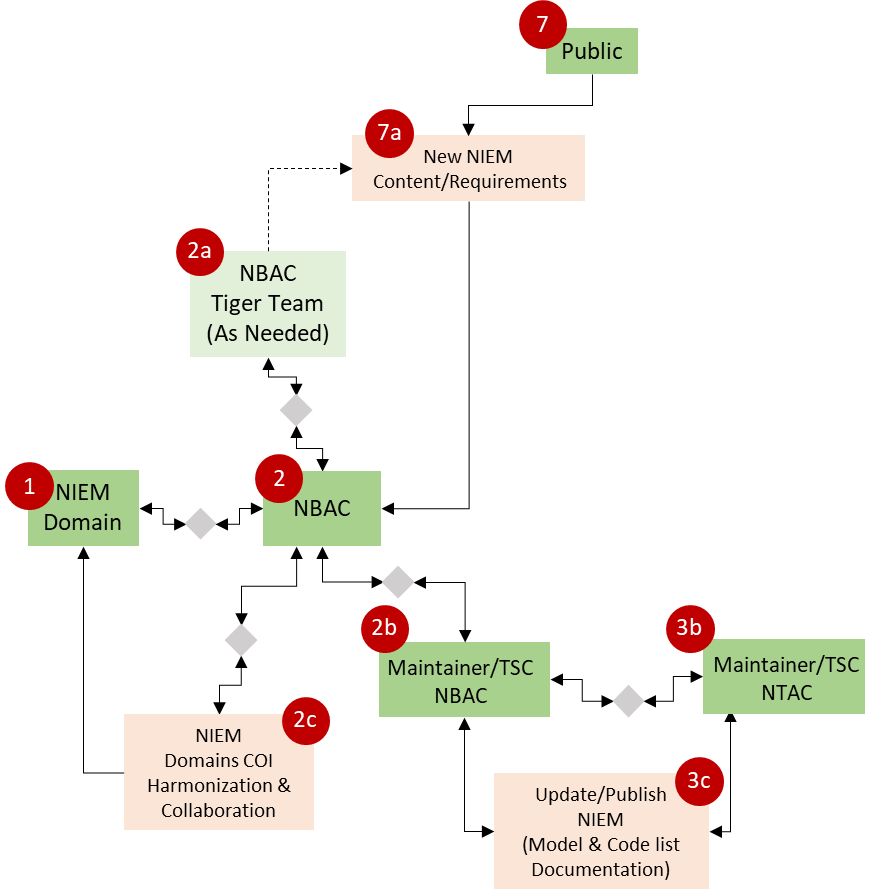 7
Public
7a
New NIEM
Content/Requirements
2a
NBAC
Tiger Team
(As Needed)
1
NIEM
Domain
2
NBAC
2b
Maintainer/TSC
NBAC
3b
Maintainer/TSC
NTAC
2c
NIEM
Domains COI
Harmonization &
Collaboration
3c
Update/Publish
NIEM
(Model & Code list
Documentation)